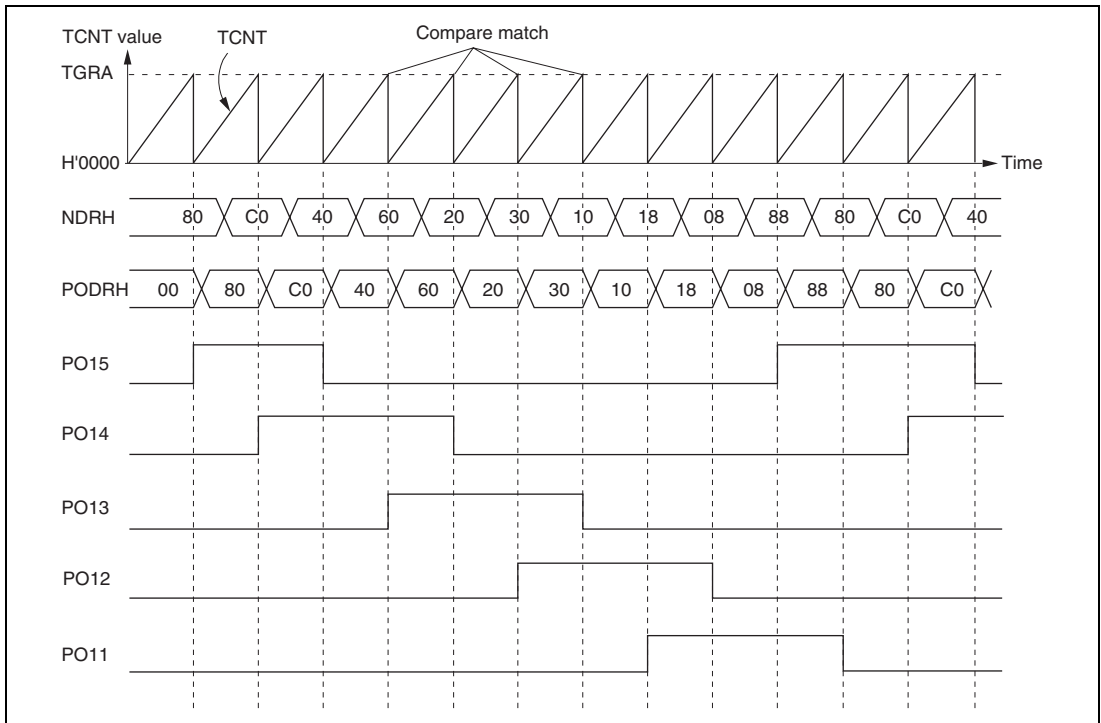 TCNT value TCNT Compare match
TGRA
H'0000 Time
NDRH 80 C0 40 60 20 30 10 18 08 88 80 C0 40
PODRH 00 80 C0 40 60 20 30 10 18 08 88 80 C0
PO15
PO14
PO13
PO12
PO11